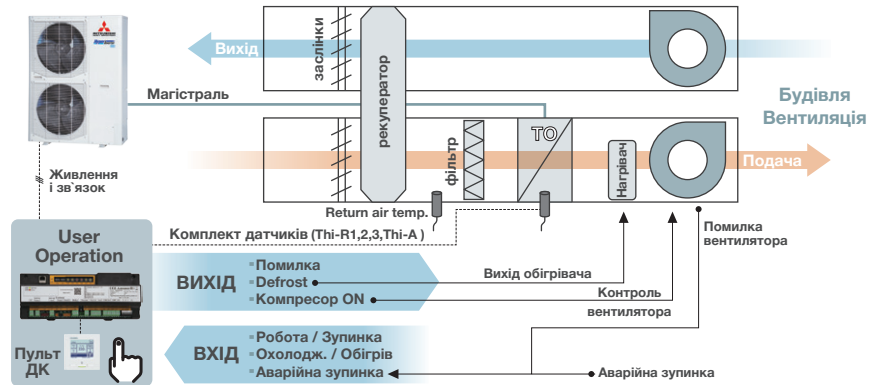 MITSUBISHI
Вихід
заслінки
рекуператор
Магістраль
Будівля
Вентиляція
ТО
фільтр
Нагрівач
Подача
Живлення
і зв`язок
Return air temp.
Помилка
вентилятора
Комплект датчиків (Thi-R1,2,3,Thi-A )
User
Operation
ВИХІД
Помилка
Defrost
Компресор ON
Вихід обігрівача
Контроль
вентилятора
Пульт
ДК
ВХІД
Робота / Зупинка
Охолодж. / Обігрів
Аварійна зупинка
Аварійна зупинка